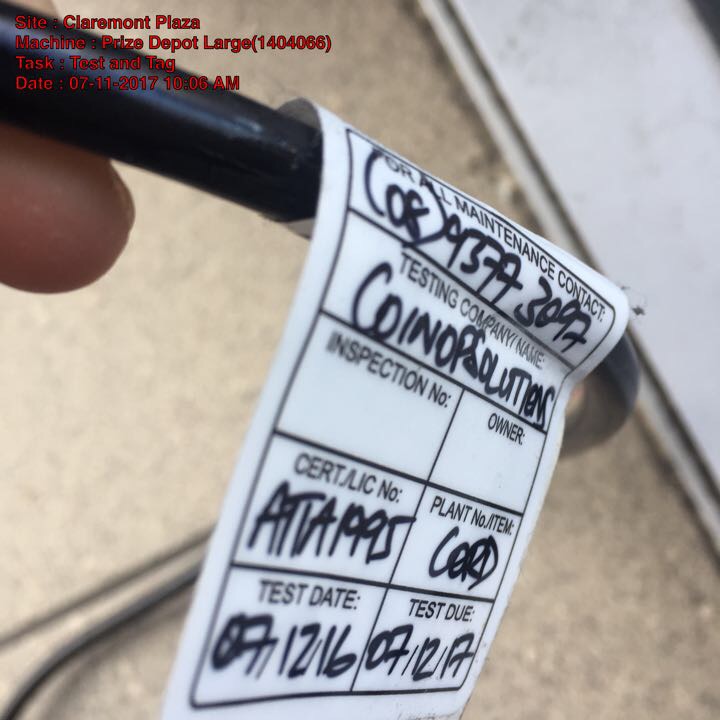 Site : Claremont Plaza
Machine : Prize Depot Large(1404066)
Task : Test and Tag
Date : 07-11-2017 10:06 AM
FOR ALL MAINTENANCE CONTACT:
(08)9379 3097
TESTING COMPANY/NAME:
COINOPSOLUTIONS
INSPECTION No:
OWNER:
CERT./LIC No:
PLANT No./ITEM:
ATTA1995
CORD
TEST DATE:
TEST DUE:
07/12/16
07/12/17